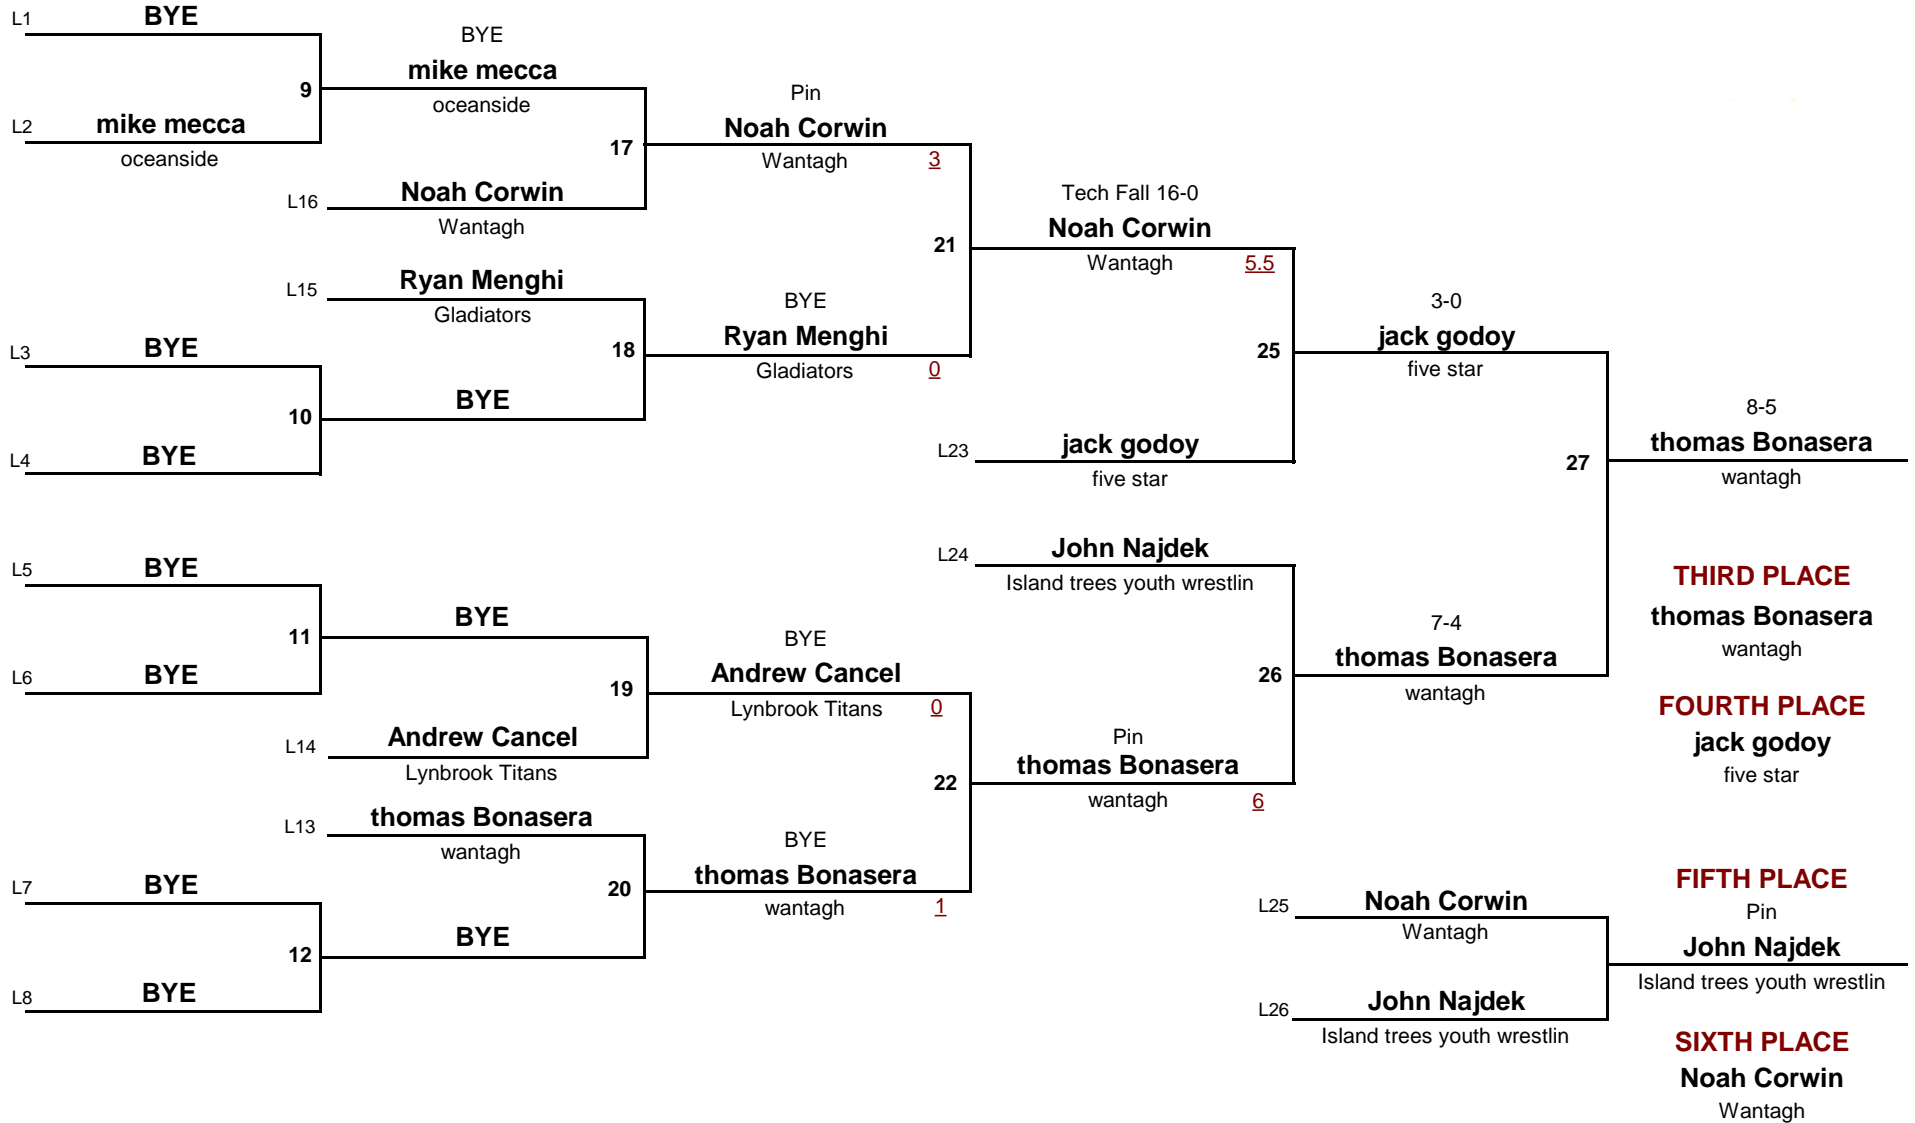 L1
BYE
9
L2
mike mecca
oceanside
BYE
mike mecca
oceanside
17
L16
Noah Corwin
Wantagh
Pin
Noah Corwin
Wantagh
3
L15
Ryan Menghi
Gladiators
18
L3
BYE
10
L4
BYE
BYE
BYE
Ryan Menghi
Gladiators
0
21
Tech Fall 16-0
Noah Corwin
Wantagh
5.5
25
L23
jack godoy
five star
3-0
jack godoy
five star
27
8-5
thomas Bonasera
wantagh
L5
BYE
11
L6
BYE
BYE
19
L14
Andrew Cancel
Lynbrook Titans
BYE
Andrew Cancel
Lynbrook Titans
0
22
L13
thomas Bonasera
wantagh
20
L7
BYE
12
L8
BYE
BYE
BYE
thomas Bonasera
wantagh
1
L24
John Najdek
Island trees youth wrestlin
26
Pin
thomas Bonasera
wantagh
6
7-4
thomas Bonasera
wantagh
THIRD PLACE
thomas Bonasera
wantagh
FOURTH PLACE
jack godoy
five star
L25
Noah Corwin
Wantagh
L26
John Najdek
Island trees youth wrestlin
FIFTH PLACE
Pin
John Najdek
Island trees youth wrestlin
SIXTH PLACE
Noah Corwin
Wantagh